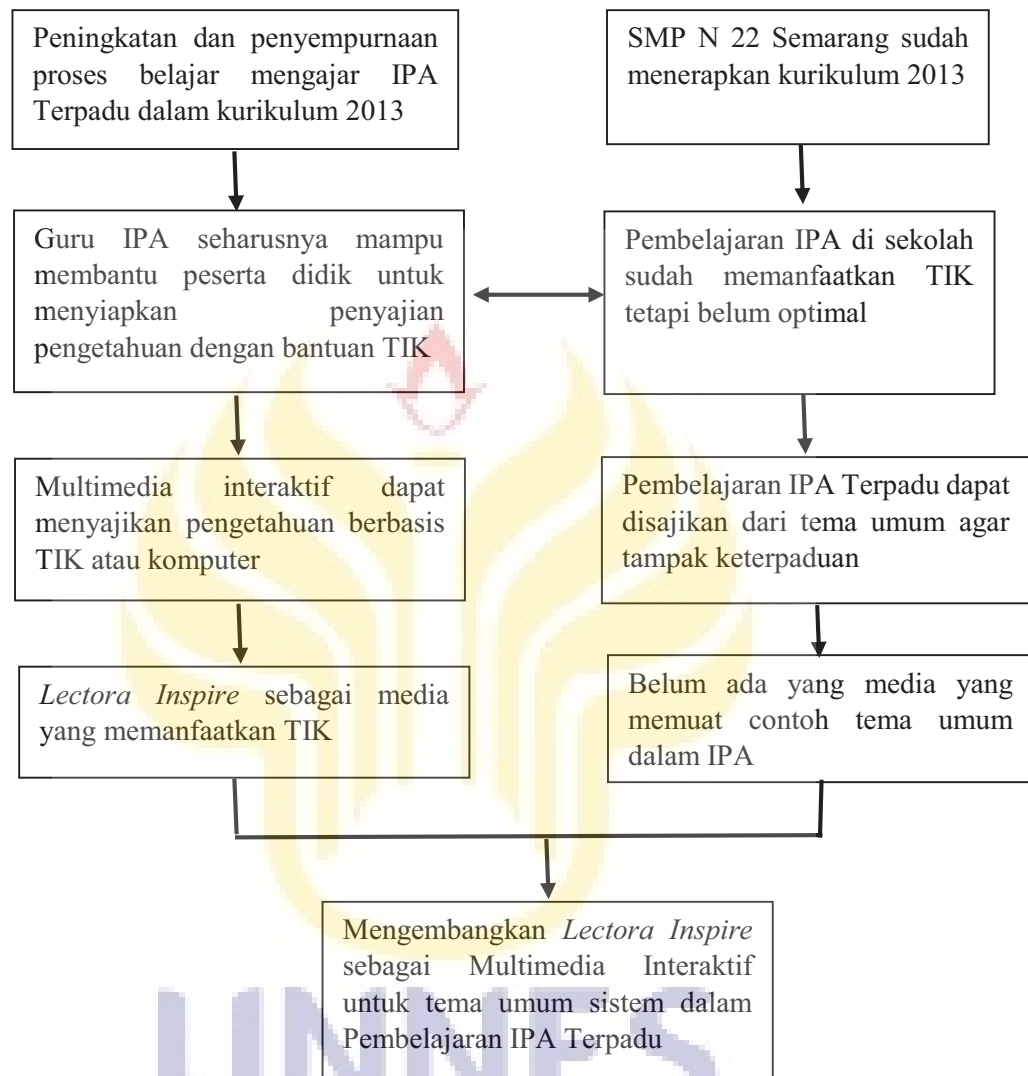 Peningkatan dan penyempurnaan
proses belajar mengajar IPA
Terpadu dalam kurikulum 2013
SMP N 22 Semarang sudah
menerapkan kurikulum 2013
Guru IPA seharusnya mampu
membantu peserta didik untuk
menyiapkan penyajian
pengetahuan dengan bantuan TIK
Pembelajaran IPA di sekolah
sudah memanfaatkan TIK
tetapi belum optimal
Multimedia interaktif dapat
menyajikan pengetahuan berbasis
TIK atau komputer
Pembelajaran IPA Terpadu dapat
disajikan dari tema umum agar
tampak keterpaduan
Lectora Inspire sebagai media
yang memanfaatkan TIK
Belum ada yang media yang
memuat contoh tema umum
dalam IPA
Mengembangkan Lectora Inspire
sebagai Multimedia Interaktif
untuk tema umum sistem dalam
Pembelajaran IPA Terpadu
UNNES